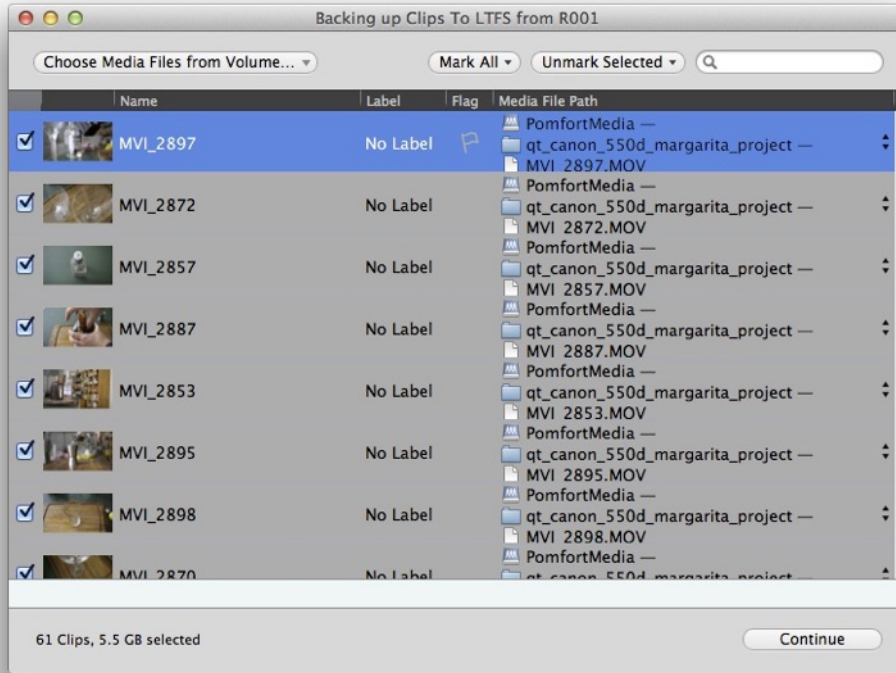 Backing up Clips To LTFS from R001
Choose Media Files from Volume...
Mark All
Unmark Selected
Name Label Flag Media File Path
MVI_2897 No Label
PomfortMedia —
qt_canon_550d_margarita_project —
MVI_2897.MOV
MVI_2872 No Label
PomfortMedia —
qt_canon_550d_margarita_project —
MVI_2872.MOV
MVI_2857 No Label
PomfortMedia —
qt_canon_550d_margarita_project —
MVI_2857.MOV
MVI_2887 No Label
PomfortMedia —
qt_canon_550d_margarita_project —
MVI_2887.MOV
MVI_2853 No Label
PomfortMedia —
qt_canon_550d_margarita_project —
MVI_2853.MOV
MVI_2895 No Label
PomfortMedia —
qt_canon_550d_margarita_project —
MVI_2895.MOV
MVI_2898 No Label
PomfortMedia —
qt_canon_550d_margarita_project —
MVI_2898.MOV
MVI_2870 No Label
PomfortMedia —
qt_canon_550d_margarita_project —
61 Clips, 5.5 GB selected
Continue